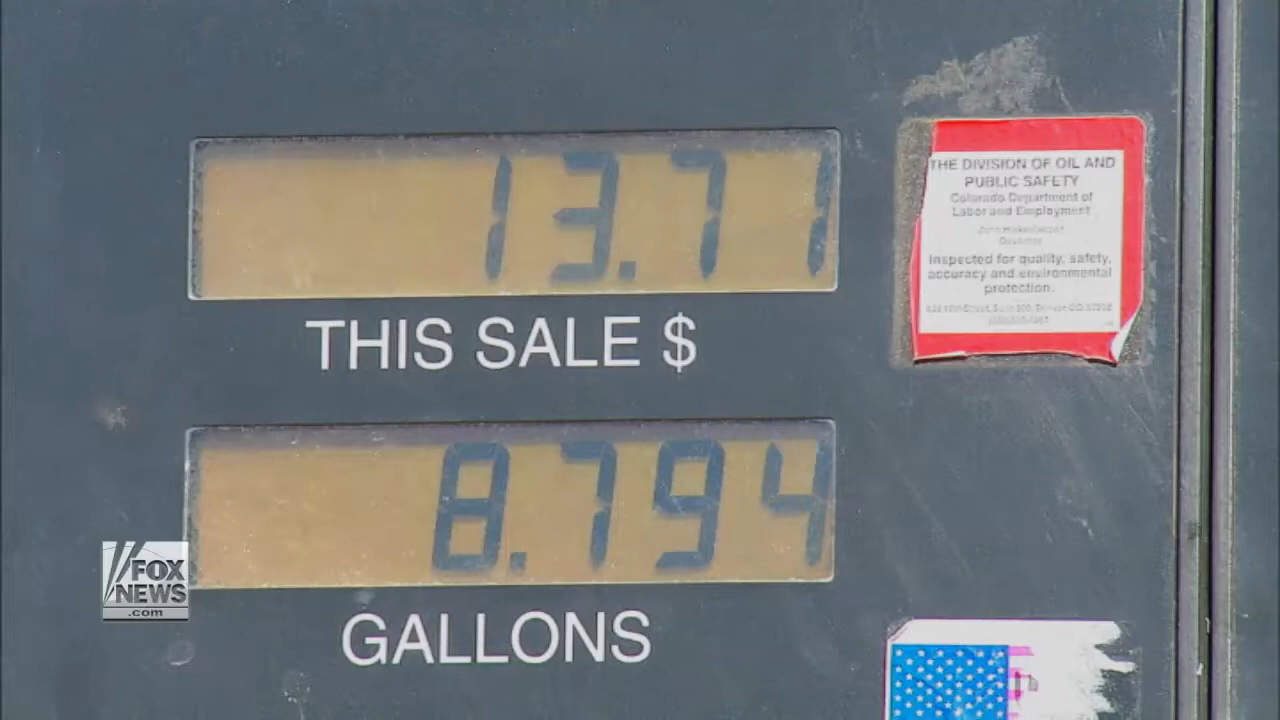 13.71
THIS SALE $
8.794
GALLONS
THE DIVISION OF OIL AND
PUBLIC SAFETY
Colorado Department of
Labor and Employment
Governor
Inspected for quality, safety,
accuracy and environmental
protection.
FOX
NEWS
.com